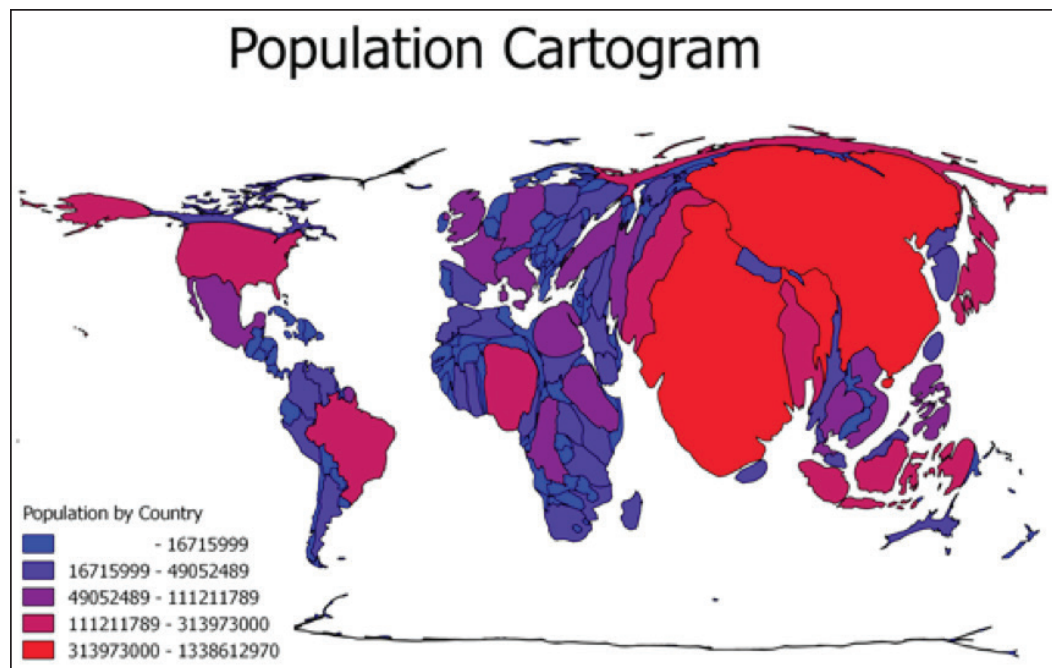 Population Cartogram
Population by Country
- 16715999
16715999 - 49052489
49052489 - 111211789
111211789 - 313973000
313973000 - 1338612970